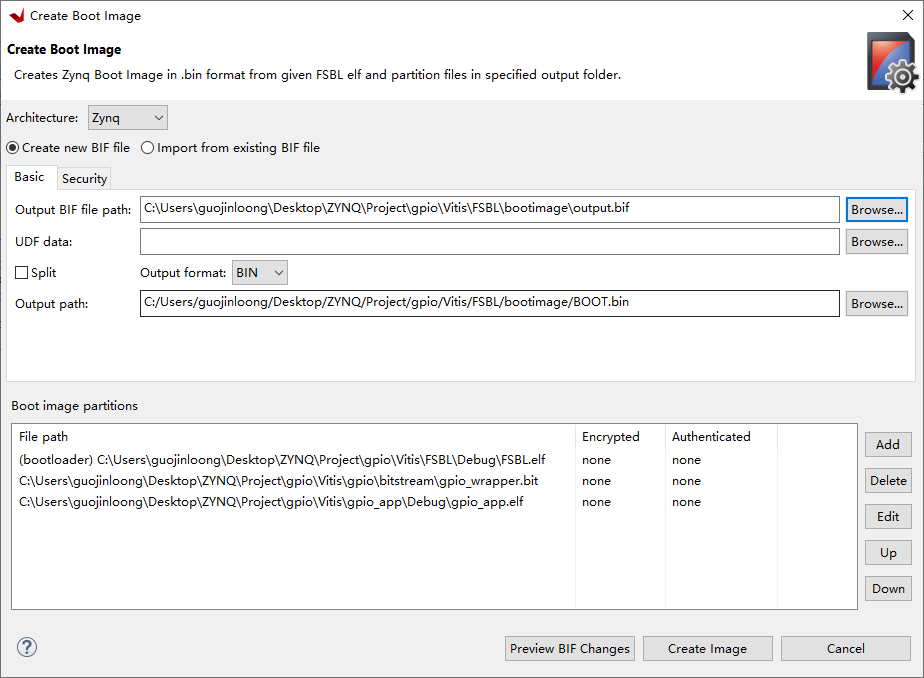 Create Boot Image
Create Boot Image
Creates Zynq Boot Image in .bin format from given FSBL elf and partition files in specified output folder.
Architecture: Zynq
Create new BIF file Import from existing BIF file
Basic Security
Output BIF file path: C:\Users\guojinloong\Desktop\ZYNQ\Project\gpio\Vitis\FSBL\bootimage\output.bif Browse...
UDF data: Browse...
Split Output format: BIN
Output path: C:/Users/guojinloong/Desktop/ZYNQ/Project/gpio/Vitis/FSBL/bootimage/BOOT.bin Browse...
Boot image partitions
File path Encrypted Authenticated
(bootloader) C:\Users\guojinloong\Desktop\ZYNQ\Project\gpio\Vitis\FSBL\Debug\FSBL.elf none none
C:\Users\guojinloong\Desktop\ZYNQ\Project\gpio\Vitis\gpio\bitstream\gpio_wrapper.bit none none
C:\Users\guojinloong\Desktop\ZYNQ\Project\gpio\Vitis\gpio_app\Debug\gpio_app.elf none none
Add
Delete
Edit
Up
Down
? Preview BIF Changes Create Image Cancel